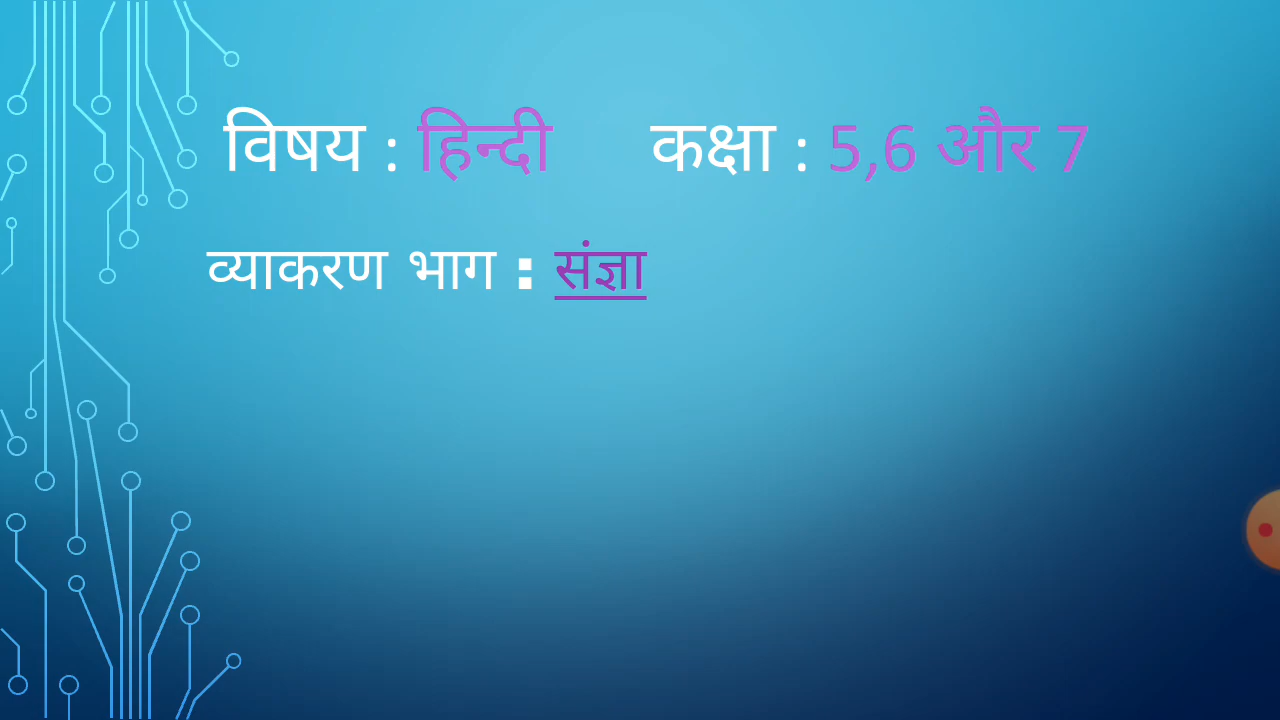 विषय : हिन्दी कक्षा : 5,6 और 7
व्याकरण भाग : संज्ञा